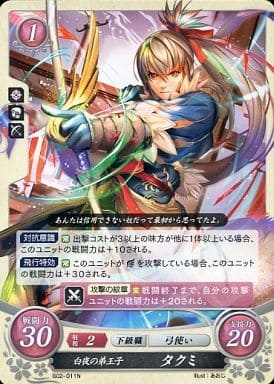 1
あんたは信用できない奴だって最初から思ってたよ。
対抗意識 常 出撃コストが3以上の味方が他に1体以上いる場合、
このユニットの戦闘力は+10される。
飛行特効 常 このユニットが を攻撃している場合、
このユニットの戦闘力は+30される。
攻撃の紋章 攻 戦闘終了まで、自分の攻撃
ユニットの戦闘力は+20される。
戦闘力
30
射程 2 下級職 弓使い
支援力
20
白夜の弟王子 タクミ
S02-011N
Illust：あおじ